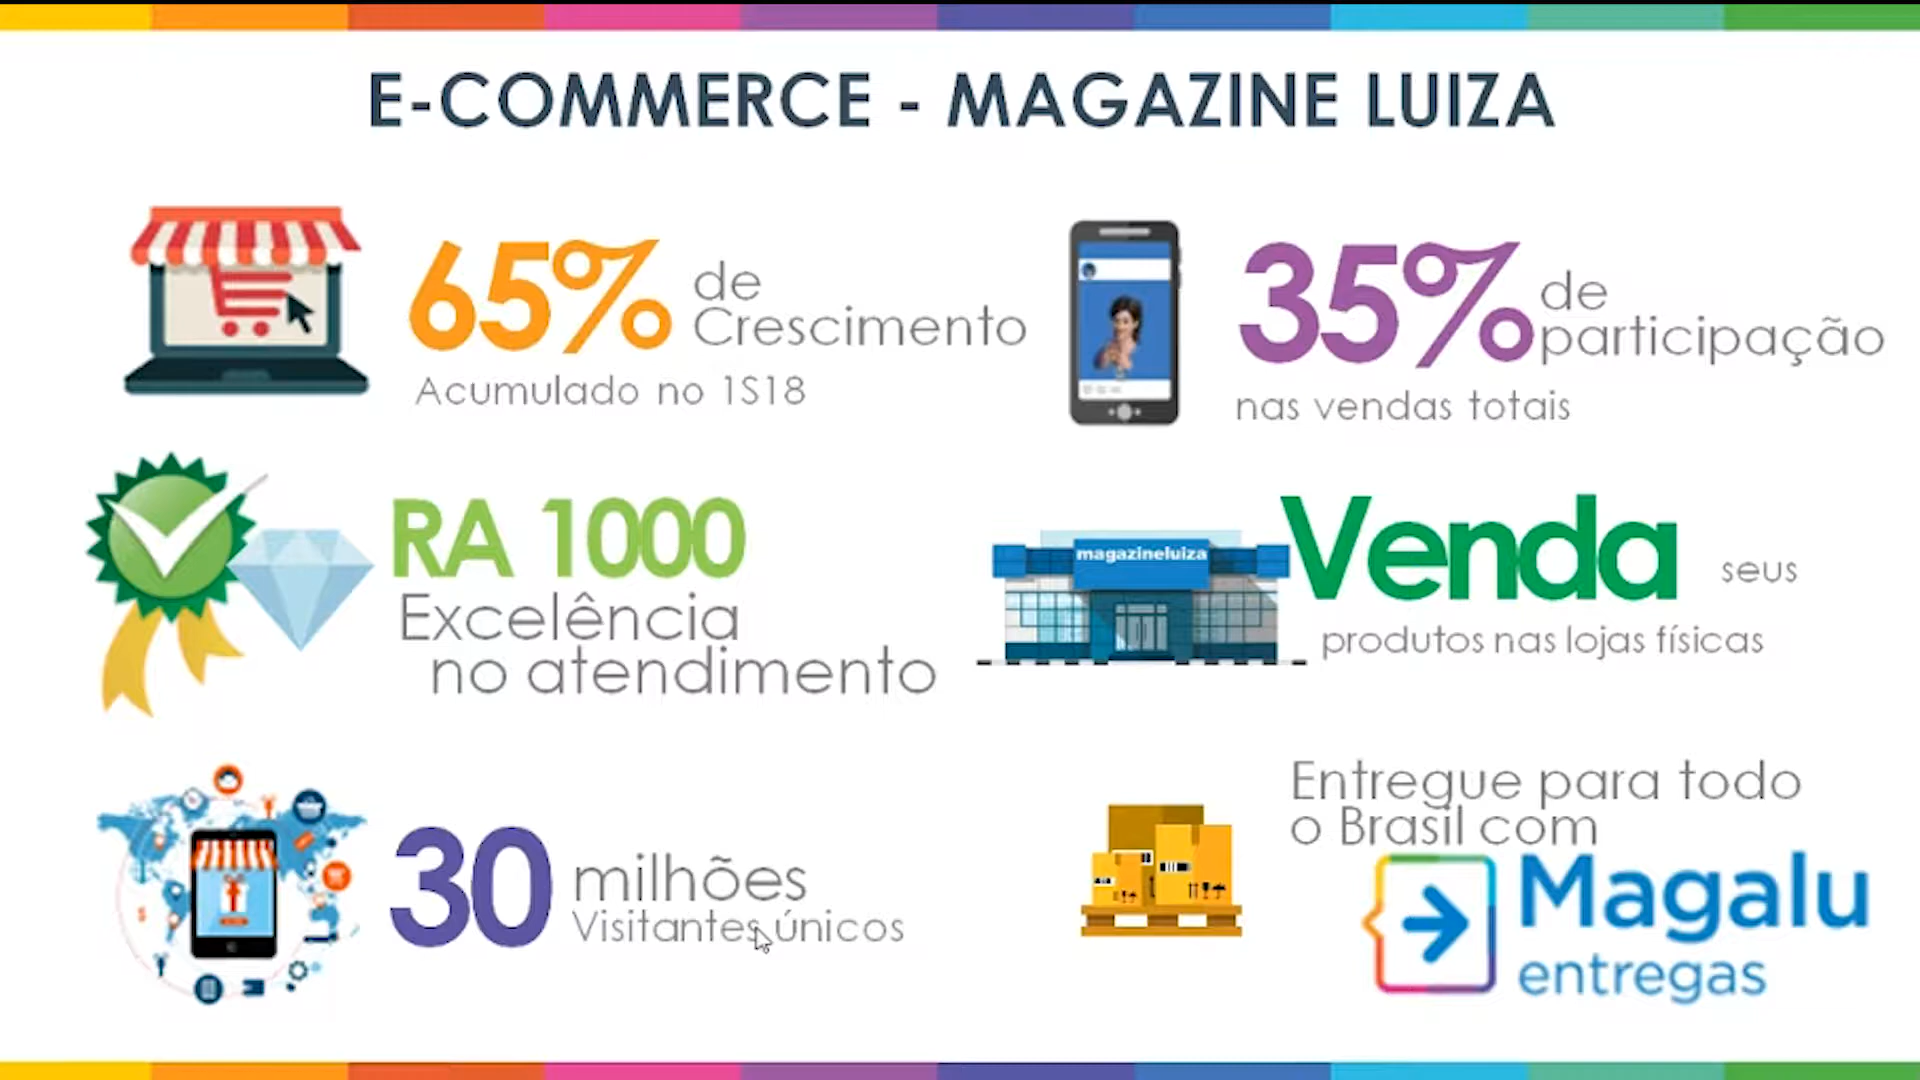 E-COMMERCE - MAGAZINE LUIZA
65% de
Crescimento
Acumulado no 1S18
35% de
participação
nas vendas totais
RA 1000
Excelência
no atendimento
magazineluiza
Venda seus
produtos nas lojas físicas
30 milhões
Visitantes únicos
Entregue para todo
o Brasil com
Magalu
entregas